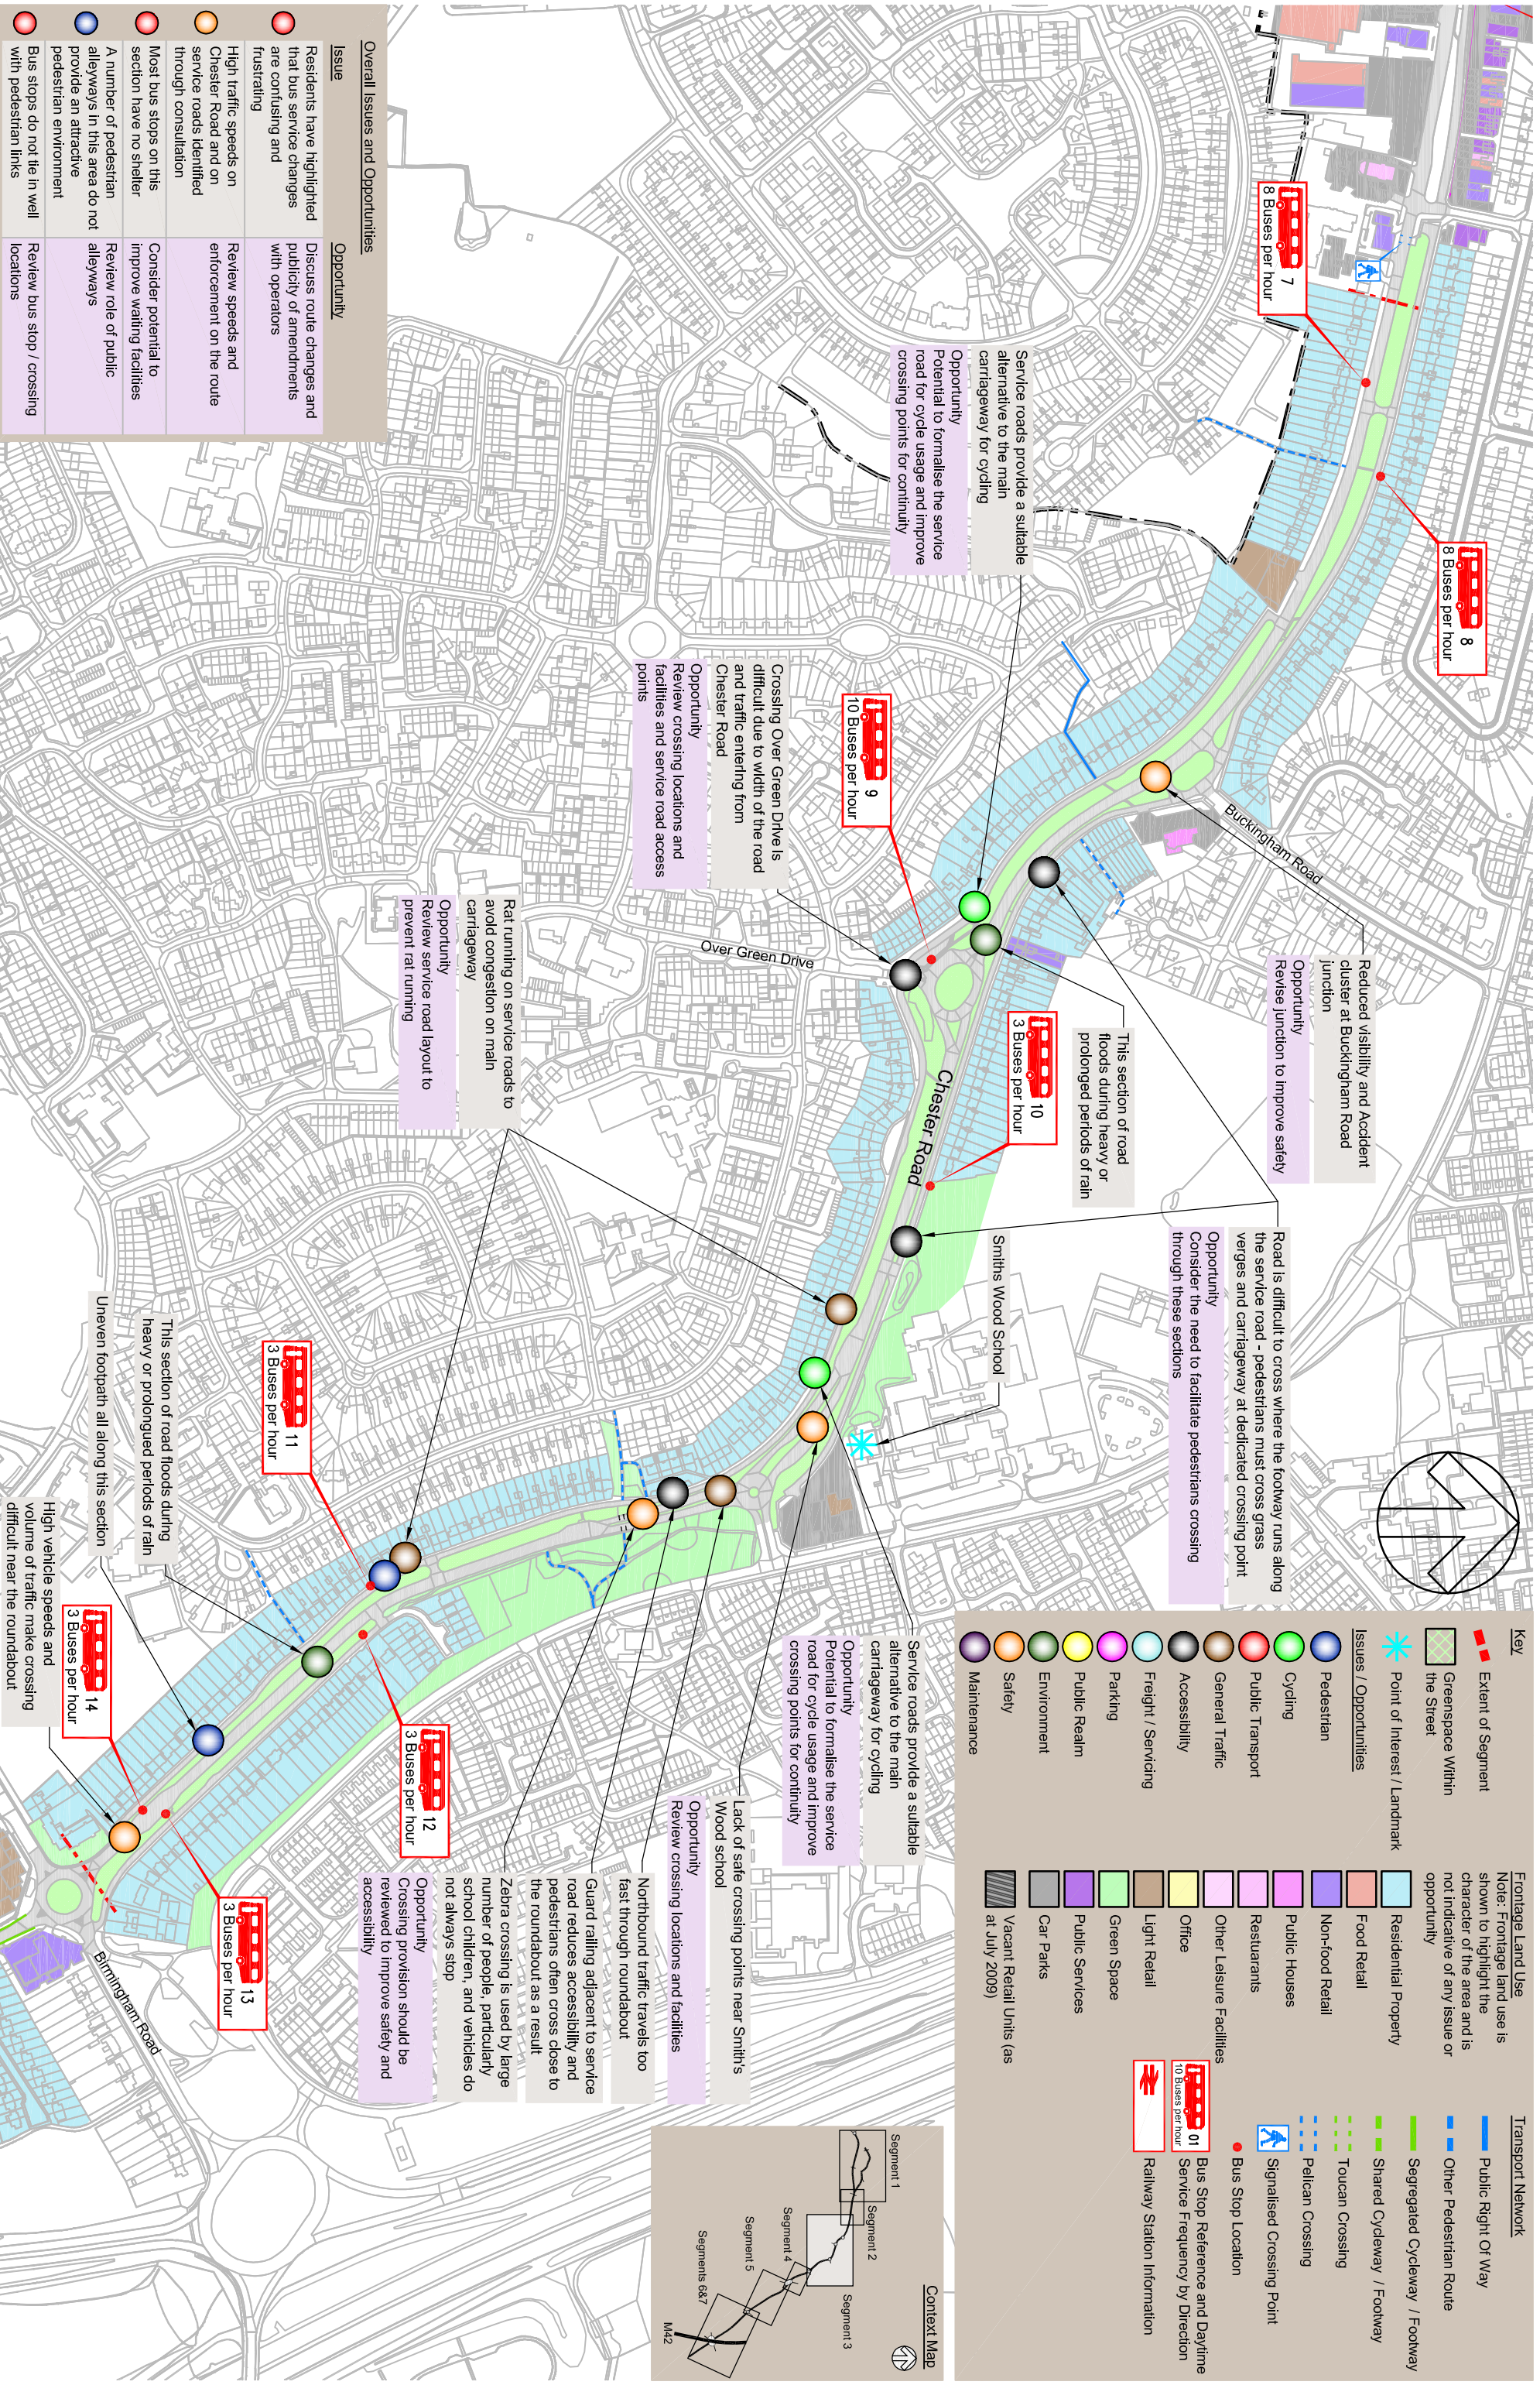 Key
Extent of Segment
Greenspace Within
the Street
Point of Interest / Landmark
Issues / Opportunities
Pedestrian
Cycling
Public Transport
General Traffic
Accessibility
Freight / Servicing
Parking
Public Realm
Environment
Safety
Maintenance
Frontage Land Use
Note: Frontage land use is
shown to highlight the
character of the area and is
not indicative of any issue or
opportunity
Residential Property
Food Retail
Non-food Retail
Public Houses
Restuarants
Other Leisure Facilities
Office
Light Retail
Green Space
Public Services
Car Parks
Vacant Retail Units (as
at July 2009)
Transport Network
Public Right Of Way
Other Pedestrian Route
Segregated Cycleway / Footway
Shared Cycleway / Footway
Toucan Crossing
Pelican Crossing
Signalised Crossing Point
Bus Stop Location
01
10 Buses per hour
Bus Stop Reference and Daytime
Service Frequency by Direction
Railway Station Information
Context Map
Segment 1
Segment 2
Segment 3
Segment 4
Segment 5
Segments 6&7
M42
7
8 Buses per hour
8
8 Buses per hour
Service roads provide a suitable
alternative to the main
carriageway for cycling
Opportunity
Potential to formalise the service
road for cycle usage and improve
crossing points for continuity
Buckingham Road
Reduced visibility and Accident
cluster at Buckingham Road
junction
Opportunity
Revise junction to improve safety
Road is difficult to cross where the footway runs along
the service road - pedestrians must cross grass
verges and carriageway at dedicated crossing point
Opportunity
Consider the need to facilitate pedestrians crossing
through these sections
This section of road
floods during heavy or
prolonged periods of rain
9
10 Buses per hour
Crossing Over Green Drive is
difficult due to width of the road
and traffic entering from
Chester Road
Opportunity
Review crossing locations and
facilities and service road access
points
Over Green Drive
10
3 Buses per hour
Chester Road
Smiths Wood School
Rat running on service roads to
avoid congestion on main
carriageway
Opportunity
Review service road layout to
prevent rat running
Service roads provide a suitable
alternative to the main
carriageway for cycling
Opportunity
Potential to formalise the service
road for cycle usage and improve
crossing points for continuity
Lack of safe crossing points near Smith's
Wood school
Opportunity
Review crossing locations and facilities
Northbound traffic travels too
fast through roundabout
Guard railing adjacent to service
road reduces accessibility and
pedestrians often cross close to
the roundabout as a result
Zebra crossing is used by large
number of people, particularly
school children, and vehicles do
not always stop
Opportunity
Crossing provision should be
reviewed to improve safety and
accessibility
11
3 Buses per hour
12
3 Buses per hour
This section of road floods during
heavy or prolongued periods of rain
Uneven footpath all along this section
High vehicle speeds and
volume of traffic make crossing
difficult near the roundabout
14
3 Buses per hour
13
3 Buses per hour
Birmingham Road
Overall Issues and Opportunities
Issue
Opportunity
Residents have highlighted
that bus service changes
are confusing and
frustrating
Discuss route changes and
publicity of amendments
with operators
High traffic speeds on
Chester Road and on
service roads identified
through consultation
Review speeds and
enforcement on the route
Most bus stops on this
section have no shelter
Consider potential to
improve waiting facilities
A number of pedestrian
alleyways in this area do not
provide an attractive
pedestrian environment
Review role of public
alleyways
Bus stops do not tie in well
with pedestrian links
Review bus stop / crossing
locations